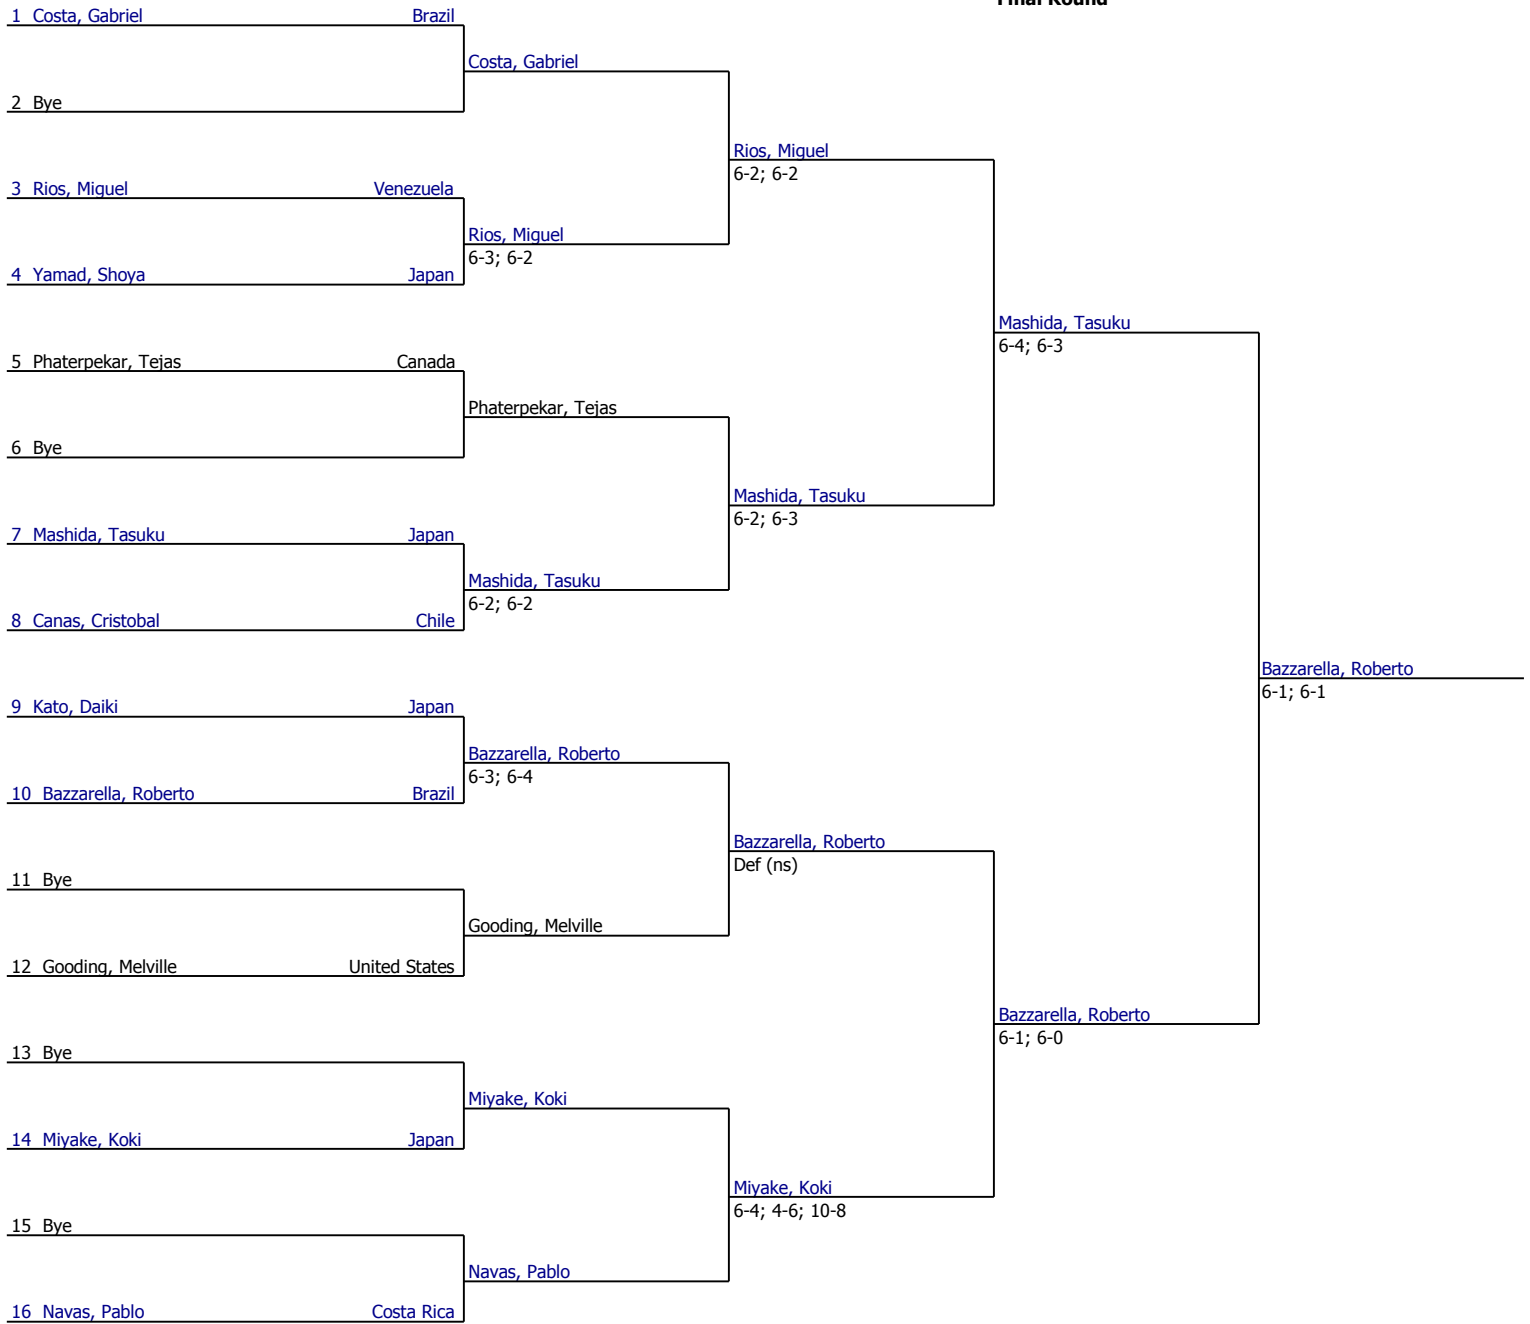 Final Round
1 Costa, Gabriel Brazil
Costa, Gabriel
2 Bye
Rios, Miguel
6-2; 6-2
3 Rios, Miguel Venezuela
Rios, Miguel
6-3; 6-2
4 Yamad, Shoya Japan
Mashida, Tasuku
6-4; 6-3
5 Phaterpekar, Tejas Canada
Phaterpekar, Tejas
6 Bye
Mashida, Tasuku
6-2; 6-3
7 Mashida, Tasuku Japan
Mashida, Tasuku
6-2; 6-2
8 Canas, Cristobal Chile
Bazzarella, Roberto
6-1; 6-1
9 Kato, Daiki Japan
Bazzarella, Roberto
6-3; 6-4
10 Bazzarella, Roberto Brazil
Bazzarella, Roberto
Def (ns)
11 Bye
Gooding, Melville
12 Gooding, Melville United States
Bazzarella, Roberto
6-1; 6-0
13 Bye
Miyake, Koki
14 Miyake, Koki Japan
Miyake, Koki
6-4; 4-6; 10-8
15 Bye
Navas, Pablo
16 Navas, Pablo Costa Rica